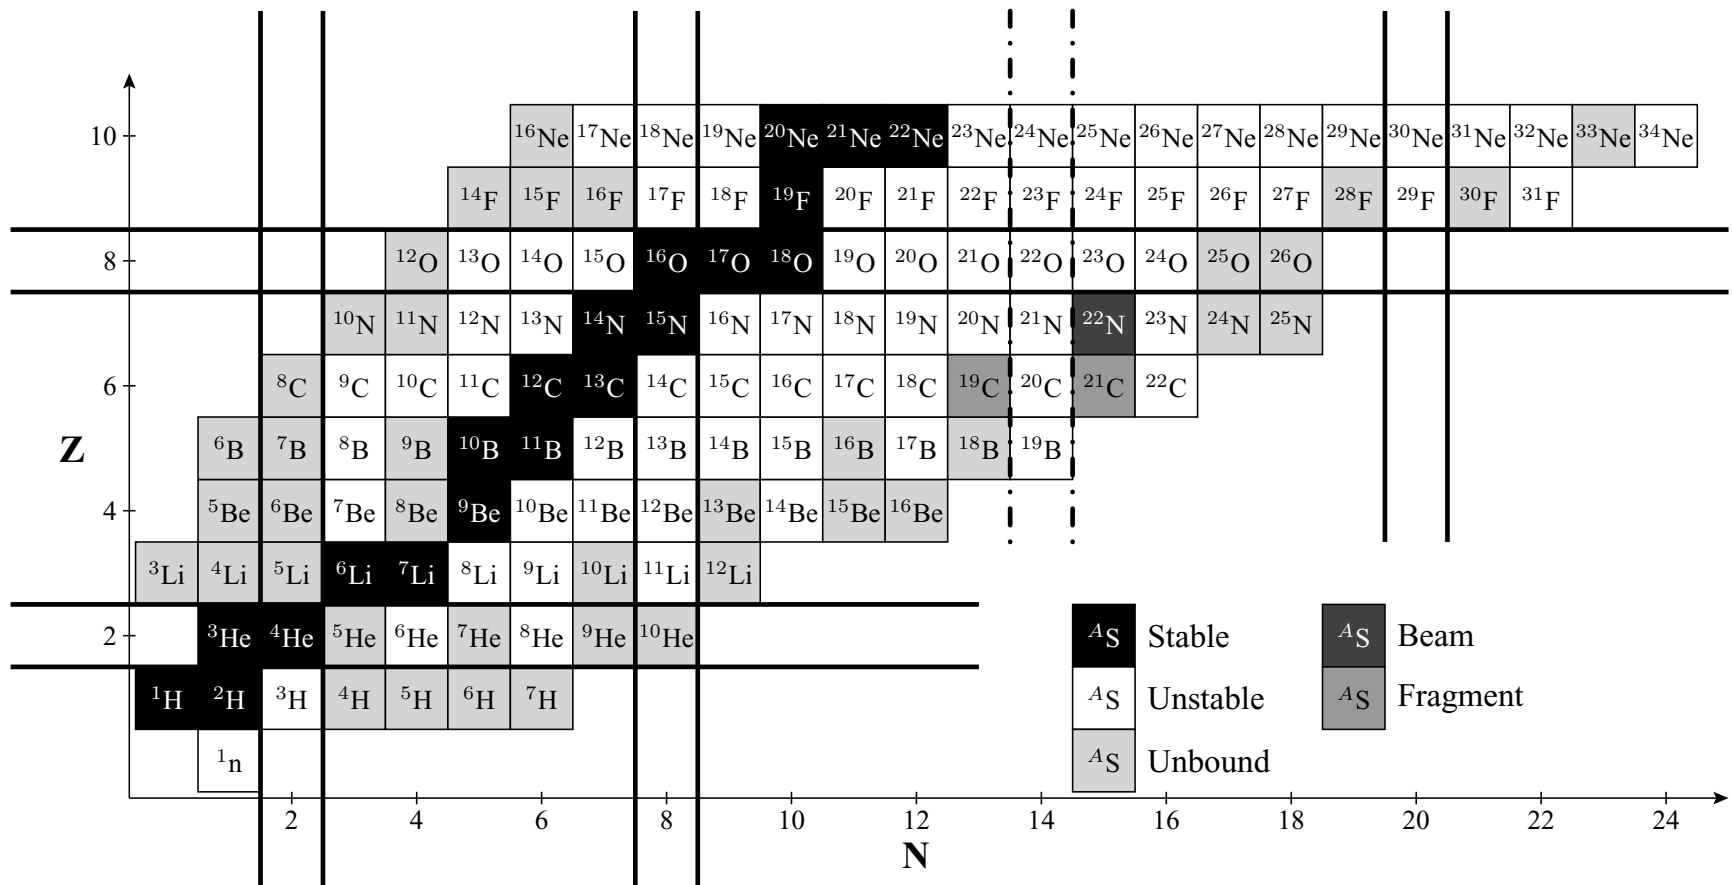 10 ¹⁶Ne ¹⁷Ne ¹⁸Ne ¹⁹Ne ²⁰Ne ²¹Ne ²²Ne ²³Ne ²⁴Ne ²⁵Ne ²⁶Ne ²⁷Ne ²⁸Ne ²⁹Ne ³⁰Ne ³¹Ne ³²Ne ³³Ne ³⁴Ne
¹⁴F ¹⁵F ¹⁶F ¹⁷F ¹⁸F ¹⁹F ²⁰F ²¹F ²²F ²³F ²⁴F ²⁵F ²⁶F ²⁷F ²⁸F ²⁹F ³⁰F ³¹F
8 ¹²O ¹³O ¹⁴O ¹⁵O ¹⁶O ¹⁷O ¹⁸O ¹⁹O ²⁰O ²¹O ²²O ²³O ²⁴O ²⁵O ²⁶O
¹⁰N ¹¹N ¹²N ¹³N ¹⁴N ¹⁵N ¹⁶N ¹⁷N ¹⁸N ¹⁹N ²⁰N ²¹N ²²N ²³N ²⁴N ²⁵N
6 ⁸C ⁹C ¹⁰C ¹¹C ¹²C ¹³C ¹⁴C ¹⁵C ¹⁶C ¹⁷C ¹⁸C ¹⁹C ²⁰C ²¹C ²²C
Z ⁶B ⁷B ⁸B ⁹B ¹⁰B ¹¹B ¹²B ¹³B ¹⁴B ¹⁵B ¹⁶B ¹⁷B ¹⁸B ¹⁹B
4 ⁵Be ⁶Be ⁷Be ⁸Be ⁹Be ¹⁰Be ¹¹Be ¹²Be ¹³Be ¹⁴Be ¹⁵Be ¹⁶Be
³Li ⁴Li ⁵Li ⁶Li ⁷Li ⁸Li ⁹Li ¹⁰Li ¹¹Li ¹²Li
2 ³He ⁴He ⁵He ⁶He ⁷He ⁸He ⁹He ¹⁰He
¹H ²H ³H ⁴H ⁵H ⁶H ⁷H
¹n
2 4 6 8 10 12 14 16 18 20 22 24
N
ᴬS Stable
ᴬS Unstable
ᴬS Unbound
ᴬS Beam
ᴬS Fragment